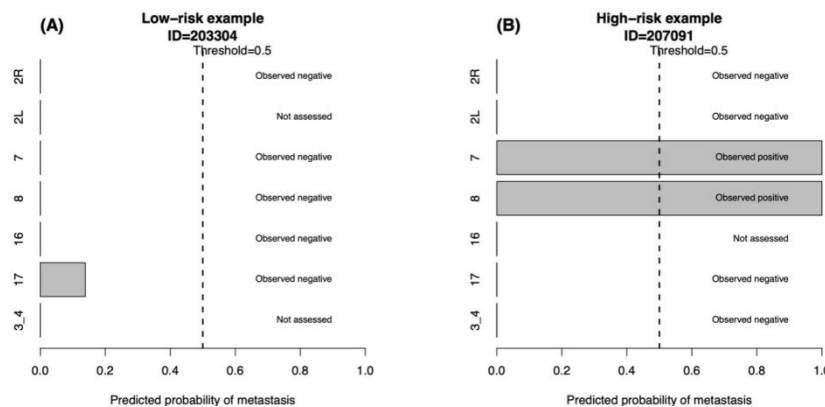 (A)
Low−risk example
ID=203304
Threshold=0.5
2R
Observed negative
2L
Not assessed
7
Observed negative
8
Observed negative
16
Observed negative
17
Observed negative
3_4
Not assessed
0.0 0.2 0.4 0.6 0.8 1.0
Predicted probability of metastasis
(B)
High−risk example
ID=207091
Threshold=0.5
2R
Observed negative
2L
Observed negative
7
Observed positive
8
Observed positive
16
Not assessed
17
Observed negative
3_4
Observed negative
0.0 0.2 0.4 0.6 0.8 1.0
Predicted probability of metastasis